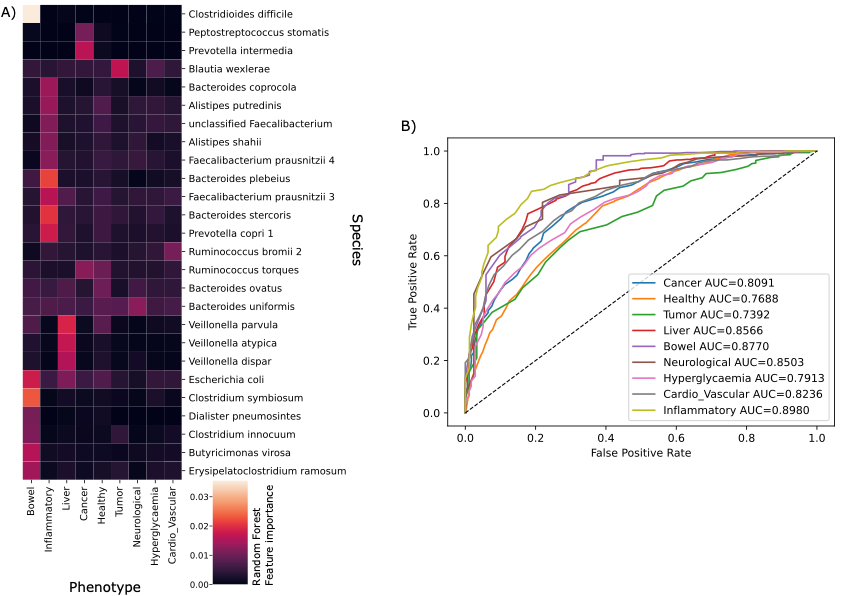 A)
Clostridioides difficile
Peptostreptococcus stomatis
Prevotella intermedia
Blautia wexlerae
Bacteroides coprocola
Alistipes putredinis
unclassified Faecalibacterium
Alistipes shahii
Faecalibacterium prausnitzii 4
Bacteroides plebeius
Faecalibacterium prausnitzii 3
Bacteroides stercoris
Prevotella copri 1
Ruminococcus bromii 2
Ruminococcus torques
Bacteroides ovatus
Bacteroides uniformis
Veillonella parvula
Veillonella atypica
Veillonella dispar
Escherichia coli
Clostridium symbiosum
Dialister pneumosintes
Clostridium innocuum
Butyricimonas virosa
Erysipelatoclostridium ramosum
Species
Bowel
Inflammatory
Liver
Cancer
Healthy
Tumor
Neurological
Hyperglycaemia
Cardio_Vascular
Phenotype
0.03
0.02
0.01
0.00
Random Forest
Feature importance
B)
True Positive Rate
1.0
0.8
0.6
0.4
0.2
0.0
Cancer AUC=0.8091
Healthy AUC=0.7688
Tumor AUC=0.7392
Liver AUC=0.8566
Bowel AUC=0.8770
Neurological AUC=0.8503
Hyperglycaemia AUC=0.7913
Cardio_Vascular AUC=0.8236
Inflammatory AUC=0.8980
0.0 0.2 0.4 0.6 0.8 1.0
False Positive Rate